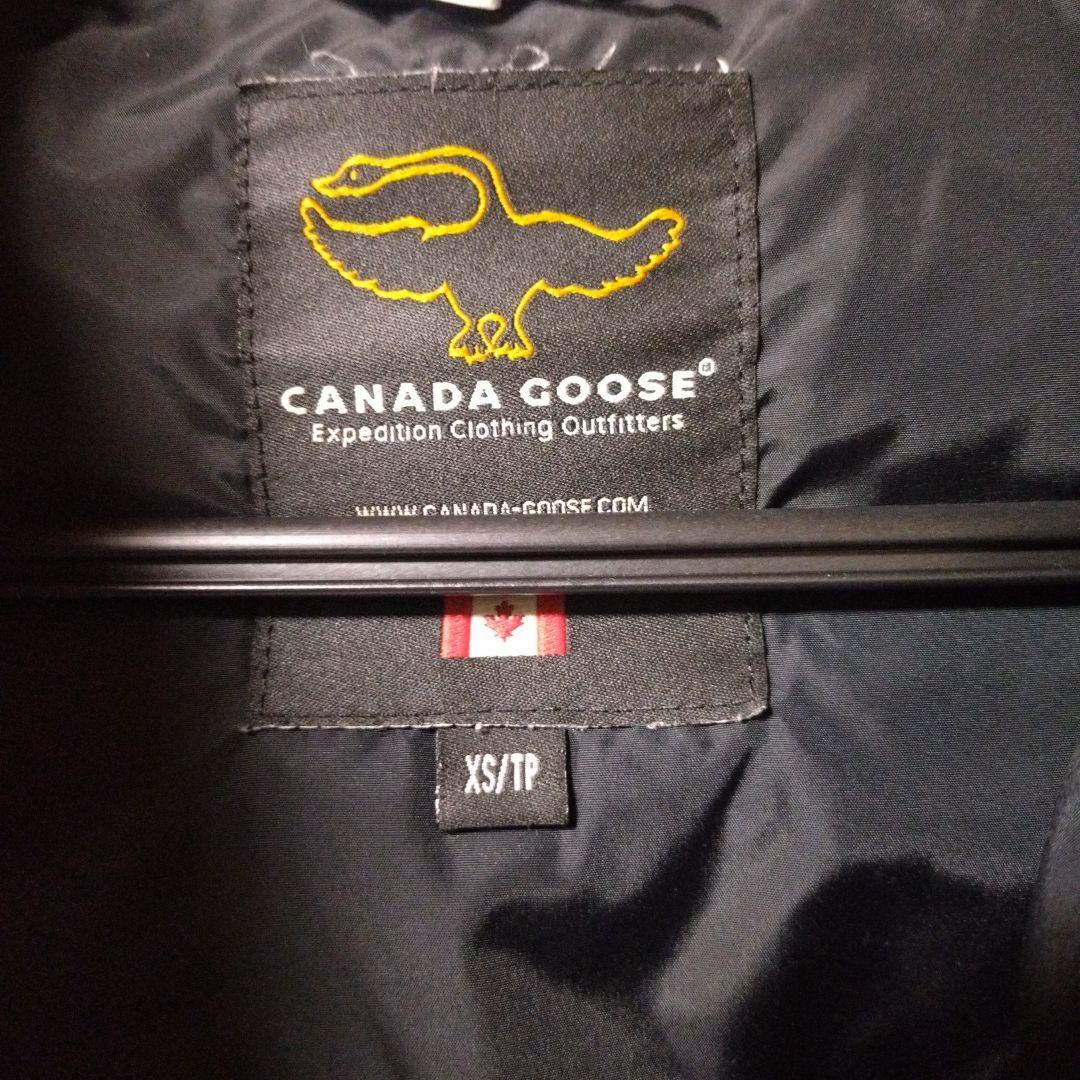 CANADA GOOSE®
Expedition Clothing Outfitters
WWW.CANADA-GOOSE.COM
XS/TP